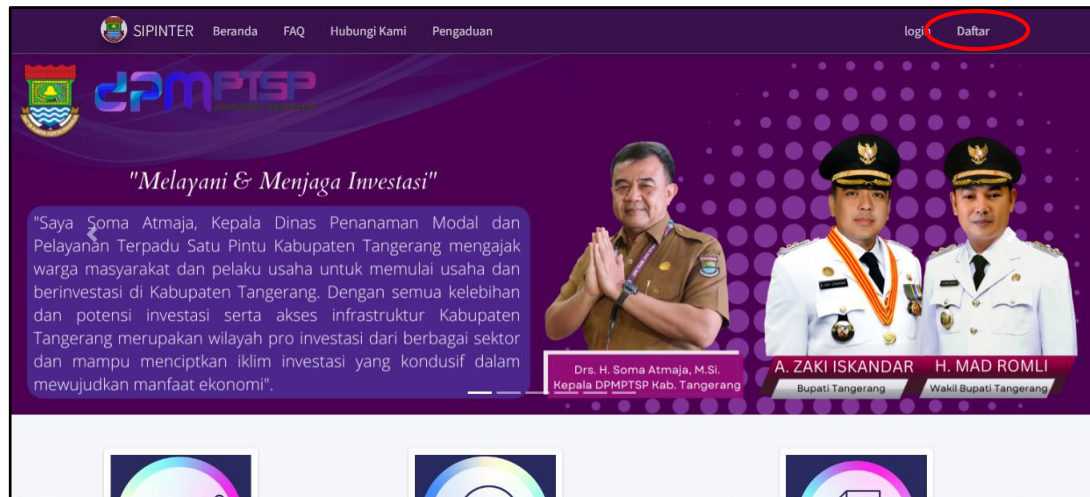 SIPINTER Beranda FAQ Hubungi Kami Pengaduan login Daftar
dpmPTSP
KABUPATEN TANGERANG
"Melayani & Menjaga Investasi"
"Saya Soma Atmaja, Kepala Dinas Penanaman Modal dan
Pelayanan Terpadu Satu Pintu Kabupaten Tangerang mengajak
warga masyarakat dan pelaku usaha untuk memulai usaha dan
berinvestasi di Kabupaten Tangerang. Dengan semua kelebihan
dan potensi investasi serta akses infrastruktur Kabupaten
Tangerang merupakan wilayah pro investasi dari berbagai sektor
dan mampu menciptkan iklim investasi yang kondusif dalam
mewujudkan manfaat ekonomi".
Drs. H. Soma Atmaja, M.Si.
Kepala DPMPTSP Kab. Tangerang
A. ZAKI ISKANDAR
Bupati Tangerang
H. MAD ROMLI
Wakil Bupati Tangerang